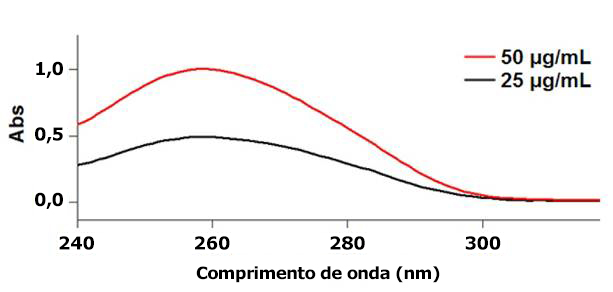 50 µg/mL
25 µg/mL
Abs
1,0
0,5
0,0
240 260 280 300
Comprimento de onda (nm)